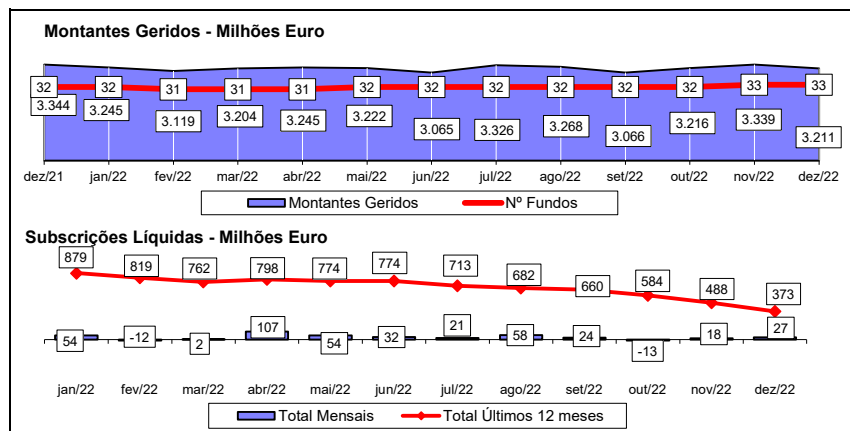 Montantes Geridos - Milhões Euro
32 32 31 31 31 32 32 32 32 32 32 33 33
3.344 3.245 3.119 3.204 3.245 3.222 3.065 3.326 3.268 3.066 3.216 3.339 3.211
dez/21 jan/22 fev/22 mar/22 abr/22 mai/22 jun/22 jul/22 ago/22 set/22 out/22 nov/22 dez/22
Montantes Geridos Nº Fundos
Subscrições Líquidas - Milhões Euro
879 819 762 798 774 774 713 682 660 584 488 373
54 -12 2 107 54 32 21 58 24 -13 18 27
jan/22 fev/22 mar/22 abr/22 mai/22 jun/22 jul/22 ago/22 set/22 out/22 nov/22 dez/22
Total Mensais Total Últimos 12 meses